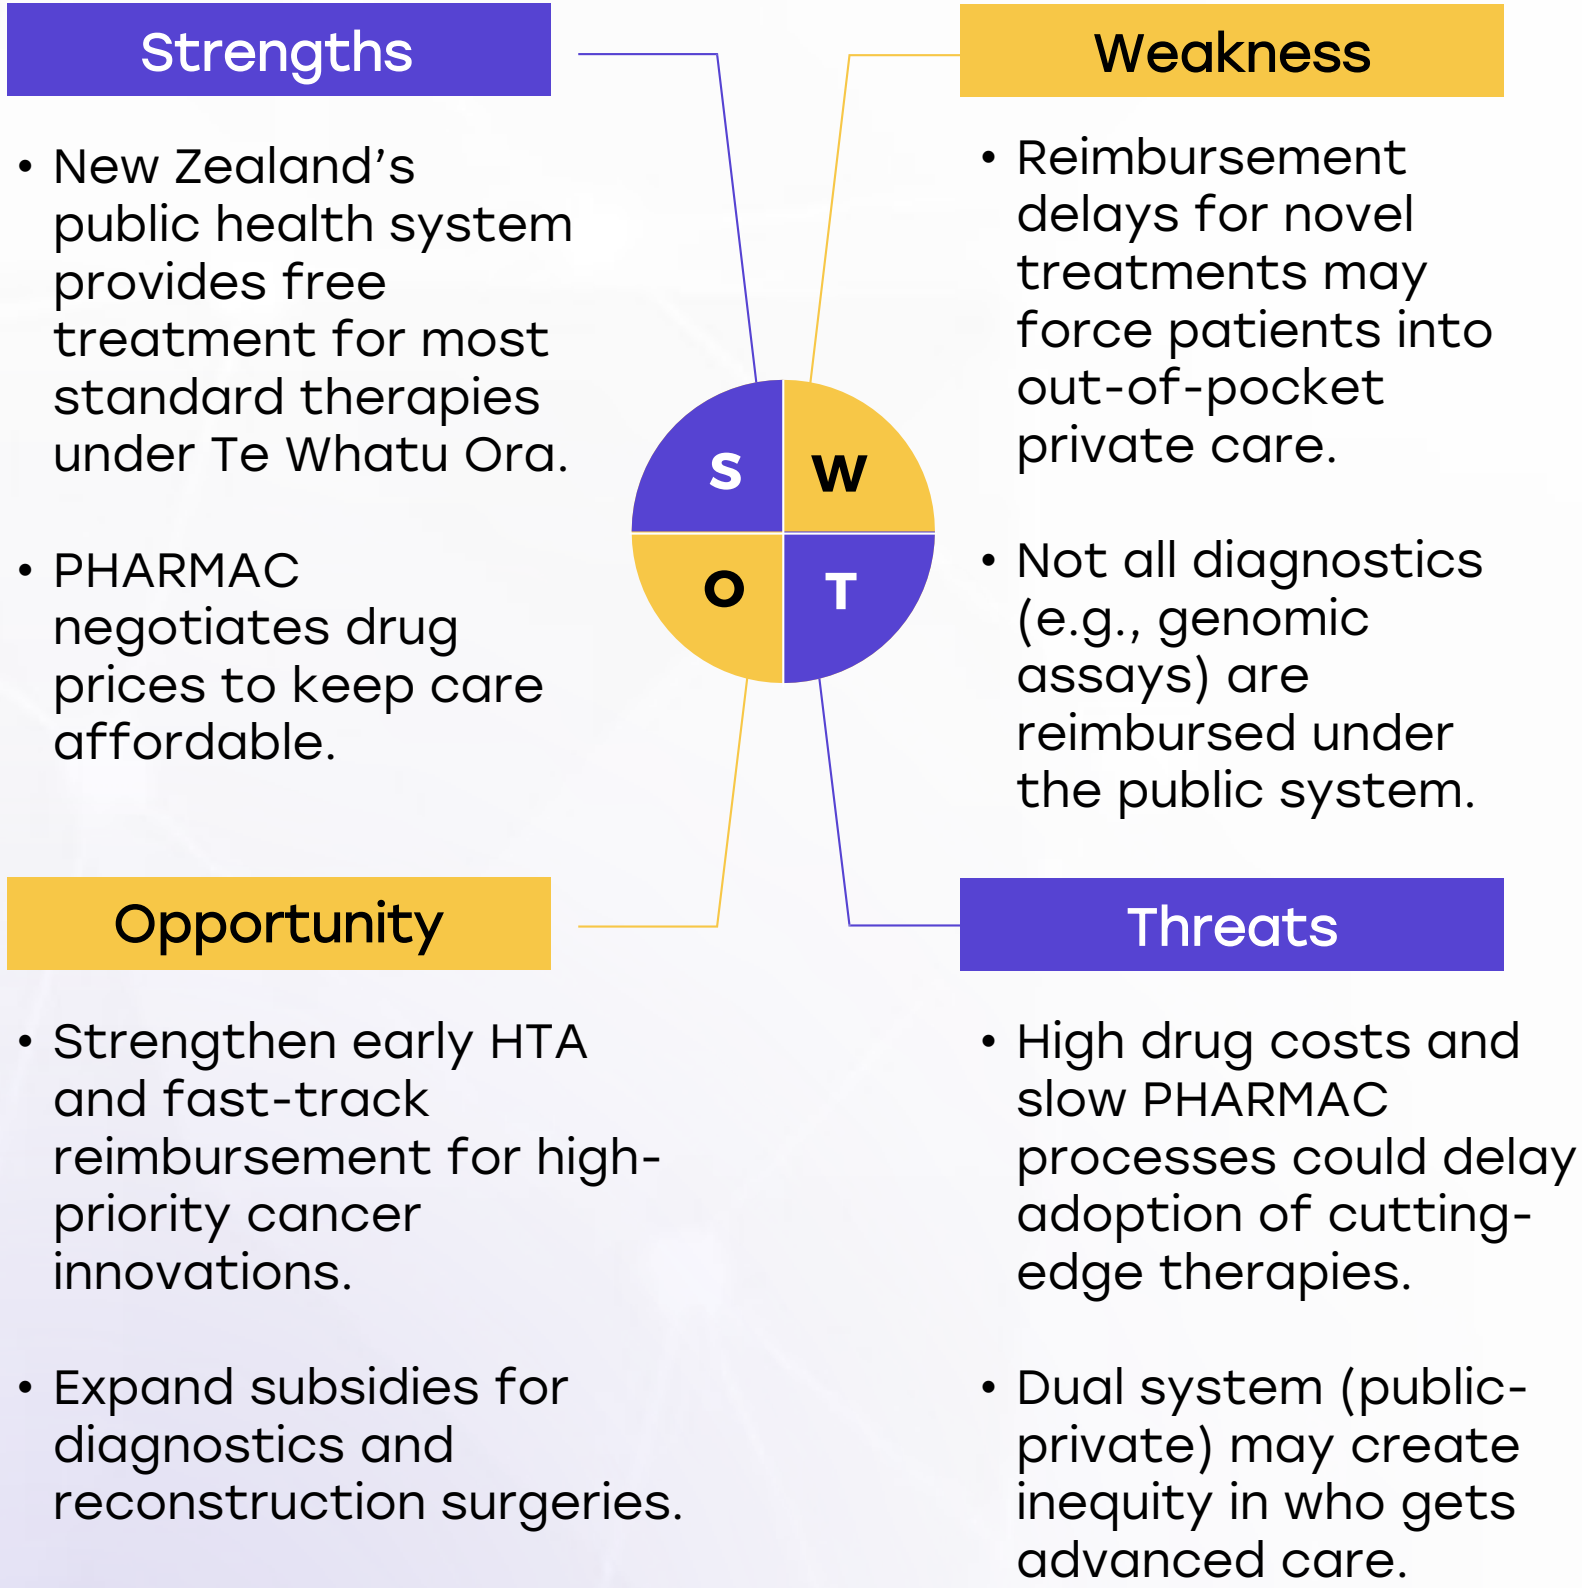 Strengths
• New Zealand’s
public health system
provides free
treatment for most
standard therapies
under Te Whatu Ora.
• PHARMAC
negotiates drug
prices to keep care
affordable.
Weakness
• Reimbursement
delays for novel
treatments may
force patients into
out-of-pocket
private care.
• Not all diagnostics
(e.g., genomic
assays) are
reimbursed under
the public system.
S
W
O
T
Opportunity
• Strengthen early HTA
and fast-track
reimbursement for high-
priority cancer
innovations.
• Expand subsidies for
diagnostics and
reconstruction surgeries.
Threats
• High drug costs and
slow PHARMAC
processes could delay
adoption of cutting-
edge therapies.
• Dual system (public-
private) may create
inequity in who gets
advanced care.